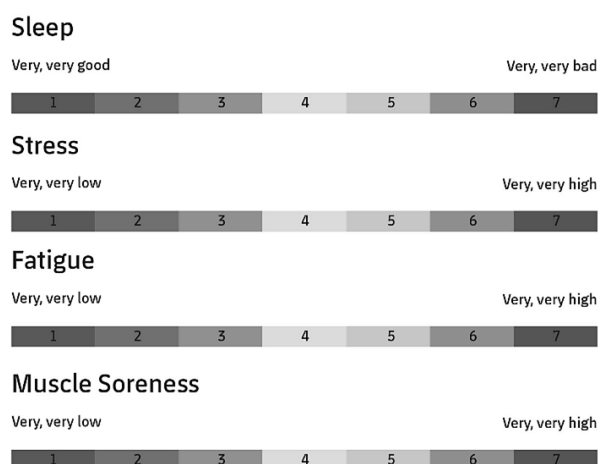 Sleep
Very, very good Very, very bad
1 2 3 4 5 6 7
Stress
Very, very low Very, very high
1 2 3 4 5 6 7
Fatigue
Very, very low Very, very high
1 2 3 4 5 6 7
Muscle Soreness
Very, very low Very, very high
1 2 3 4 5 6 7